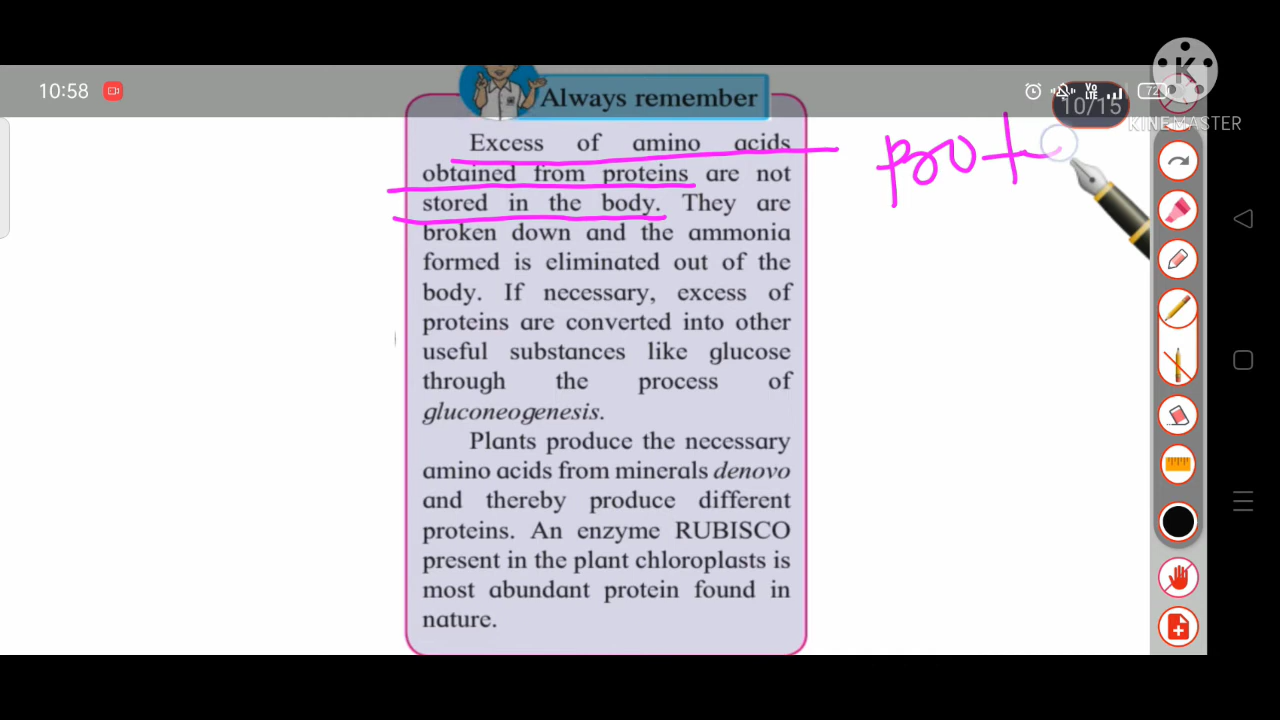 10:58
Vo
LTE
72
K
10/15
KINEMASTER
Always remember
Excess of amino acids
obtained from proteins are not
stored in the body. They are
broken down and the ammonia
formed is eliminated out of the
body. If necessary, excess of
proteins are converted into other
useful substances like glucose
through the process of
gluconeogenesis.
Plants produce the necessary
amino acids from minerals denovo
and thereby produce different
proteins. An enzyme RUBISCO
present in the plant chloroplasts is
most abundant protein found in
nature.